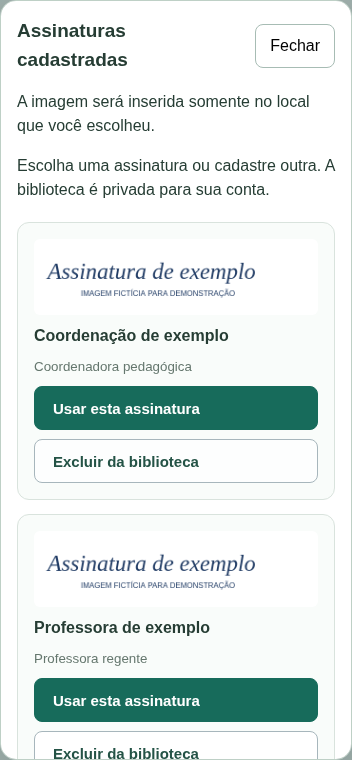 Assinaturas
cadastradas
Fechar
A imagem será inserida somente no local
que você escolheu.
Escolha uma assinatura ou cadastre outra. A
biblioteca é privada para sua conta.
Assinatura de exemplo
IMAGEM FICTÍCIA PARA DEMONSTRAÇÃO
Coordenação de exemplo
Coordenadora pedagógica
Usar esta assinatura
Excluir da biblioteca
Assinatura de exemplo
IMAGEM FICTÍCIA PARA DEMONSTRAÇÃO
Professora de exemplo
Professora regente
Usar esta assinatura
Excluir da biblioteca